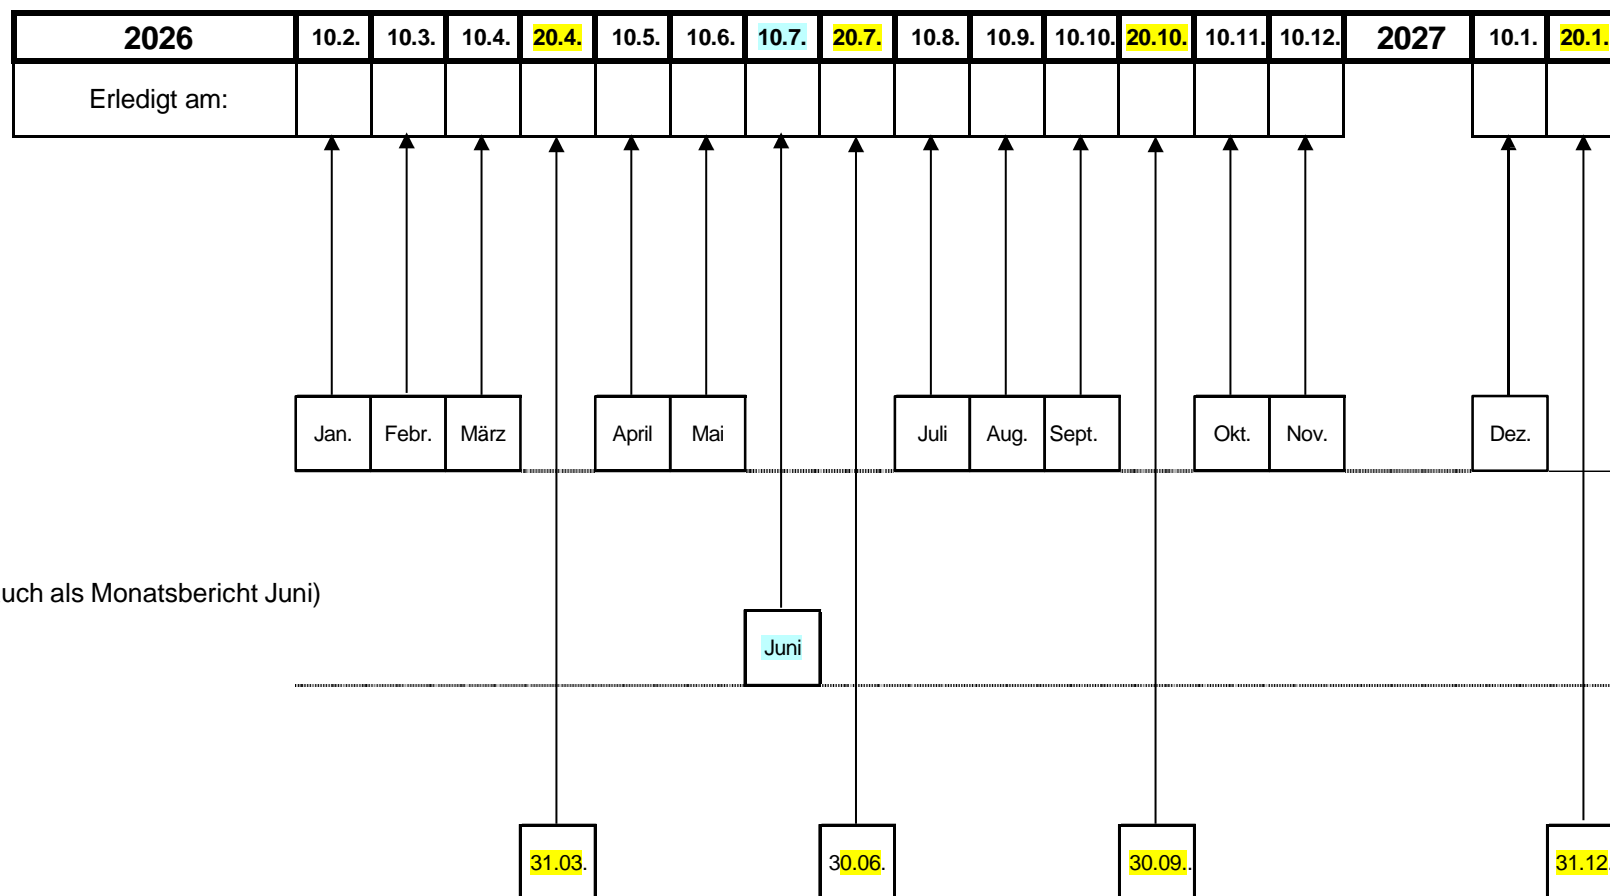 2026 10.2. 10.3. 10.4. 20.4. 10.5. 10.6. 10.7. 20.7. 10.8. 10.9. 10.10. 20.10. 10.11. 10.12. 2027 10.1. 20.1.
Erledigt am:
Jan. Febr. März April Mai Juli Aug. Sept. Okt. Nov. Dez.
uch als Monatsbericht Juni)
Juni
31.03. 30.06. 30.09.. 31.12.